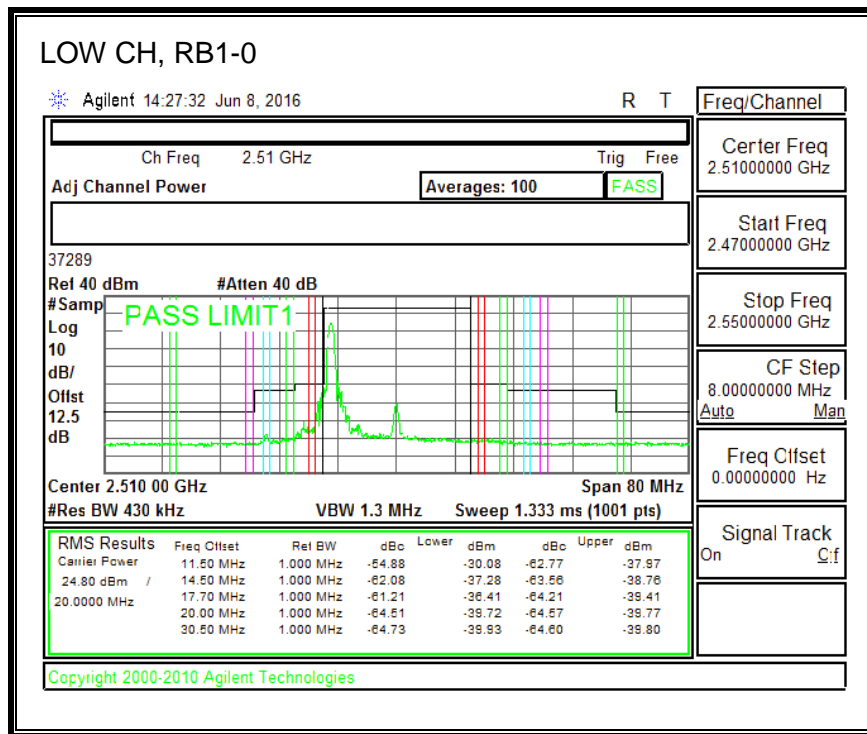 LOW CH, RB1-0
Agilent 14:27:32 Jun 8, 2016 R T
Freq/Channel
Ch Freq 2.51 GHz Trig Free
Adj Channel Power Averages: 100 PASS
Center Freq
2.51000000 GHz
Start Freq
2.47000000 GHz
Stop Freq
2.55000000 GHz
CF Step
8.00000000 MHz
Auto Man
Freq Offset
0.00000000 Hz
Signal Track
On Off
37289
Ref 40 dBm #Atten 40 dB
#Samp
Log
10
dB/
Offst
12.5
dB
PASS LIMIT1
Center 2.510 00 GHz Span 80 MHz
#Res BW 430 kHz VBW 1.3 MHz Sweep 1.333 ms (1001 pts)
RMS Results Freq Offset Ref BW dBc Lower dBm dBc Upper dBm
Carrier Power 11.50 MHz 1.000 MHz -54.88 -30.08 -62.77 -37.97
24.80 dBm / 14.50 MHz 1.000 MHz -62.08 -37.28 -63.56 -38.76
20.0000 MHz 17.70 MHz 1.000 MHz -61.21 -36.41 -64.21 -39.41
20.00 MHz 1.000 MHz -64.51 -39.72 -64.57 -39.77
30.50 MHz 1.000 MHz -64.73 -39.93 -64.60 -39.80
Copyright 2000-2010 Agilent Technologies